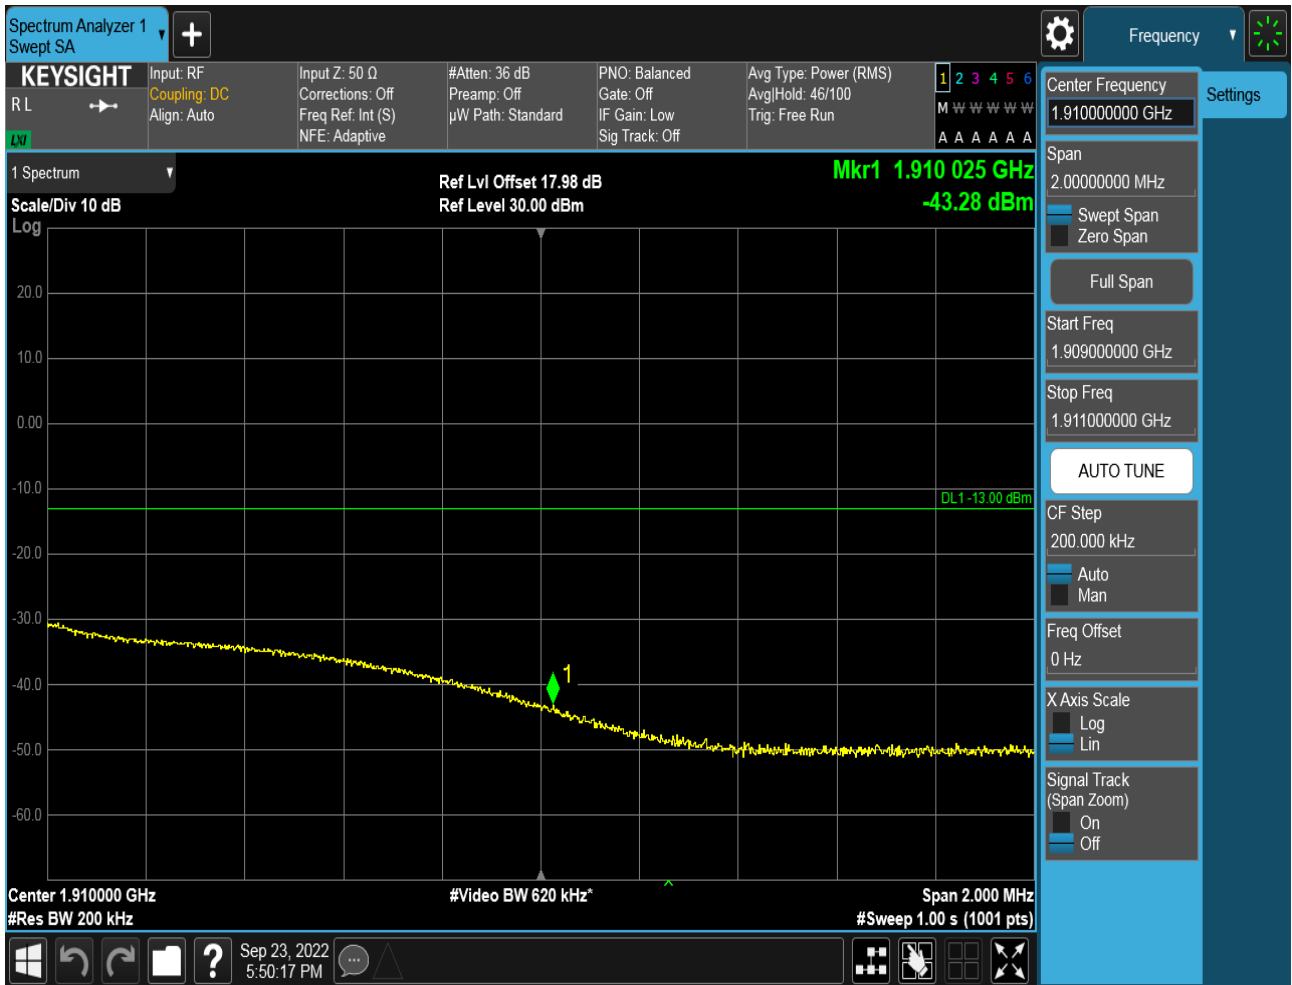 Spectrum Analyzer 1
Swept SA
Frequency
KEYSIGHT
R L
LXI
Input: RF
Coupling: DC
Align: Auto
Input Z: 50 Ω
Corrections: Off
Freq Ref: Int (S)
NFE: Adaptive
#Atten: 36 dB
Preamp: Off
µW Path: Standard
PNO: Balanced
Gate: Off
IF Gain: Low
Sig Track: Off
Avg Type: Power (RMS)
Avg|Hold: 46/100
Trig: Free Run
1 2 3 4 5 6
M W W W W W
A A A A A A
1 Spectrum
Scale/Div 10 dB
Log
Ref Lvl Offset 17.98 dB
Ref Level 30.00 dBm
Mkr1 1.910 025 GHz
-43.28 dBm
20.0
10.0
0.00
-10.0
DL1 -13.00 dBm
-20.0
-30.0
-40.0
1
-50.0
-60.0
Center 1.910000 GHz
#Res BW 200 kHz
#Video BW 620 kHz*
Span 2.000 MHz
#Sweep 1.00 s (1001 pts)
Sep 23, 2022
5:50:17 PM
Center Frequency
1.910000000 GHz
Settings
Span
2.00000000 MHz
Swept Span
Zero Span
Full Span
Start Freq
1.909000000 GHz
Stop Freq
1.911000000 GHz
AUTO TUNE
CF Step
200.000 kHz
Auto
Man
Freq Offset
0 Hz
X Axis Scale
Log
Lin
Signal Track
(Span Zoom)
On
Off